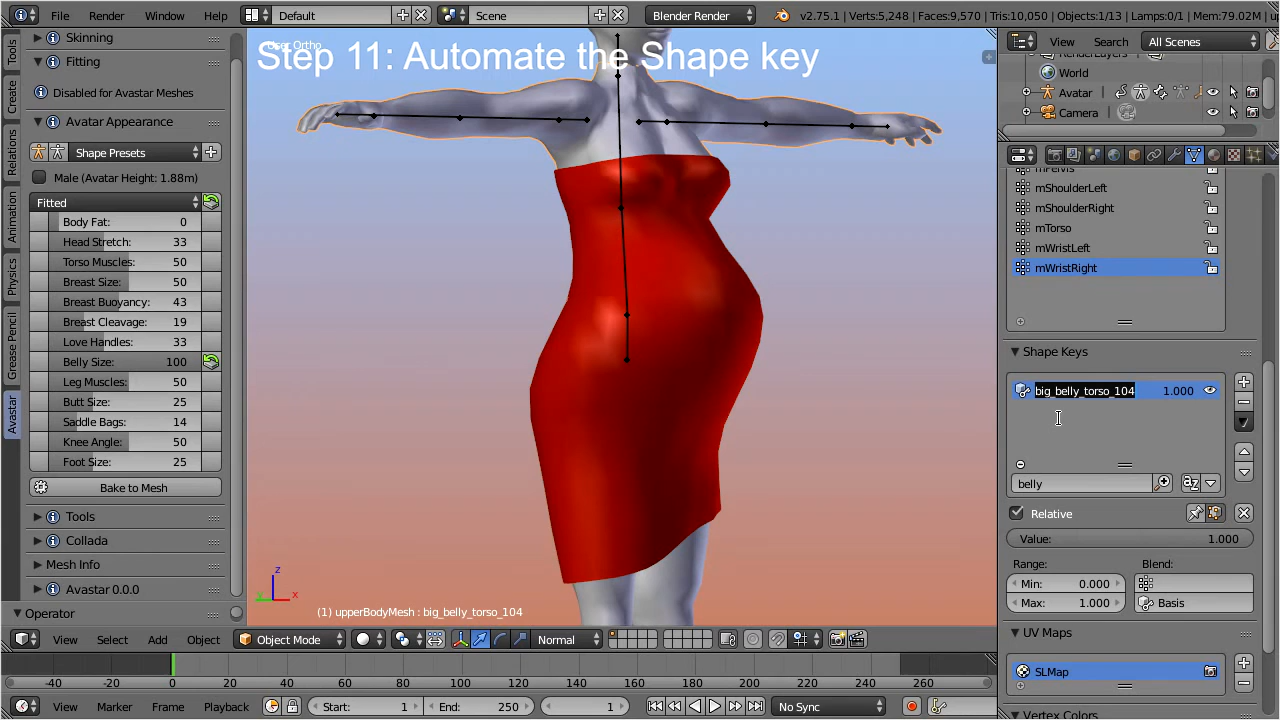 File
Render
Window
Help
Default
Scene
Blender Render
v2.75.1 | Verts:5,248 | Faces:9,570 | Tris:10,050 | Objects:1/13 | Lamps:0/1 | Mem:79.02M
Step 11: Automate the Shape key
Tools
Create
Relations
Animation
Physics
Grease Pencil
Avastar
Skinning
Fitting
Disabled for Avastar Meshes
Avatar Appearance
Shape Presets
Male (Avatar Height: 1.88m)
Fitted
Body Fat: 0
Head Stretch: 33
Torso Muscles: 50
Breast Size: 50
Breast Buoyancy: 43
Breast Cleavage: 19
Love Handles: 33
Belly Size: 100
Leg Muscles: 50
Butt Size: 25
Saddle Bags: 14
Knee Angle: 50
Foot Size: 25
Bake to Mesh
Tools
Collada
Mesh Info
Avastar 0.0.0
Operator
z
y
x
(1) upperBodyMesh : big_belly_torso_104
View
Select
Add
Object
Object Mode
Normal
-40 -20 0 20 40 60 80 100 120 140 160 180 200 220 240 260
View
Marker
Frame
Playback
Start: 1
End: 250
1
No Sync
View
Search
All Scenes
RenderLayers
World
Avatar
Camera
mPelvis
mShoulderLeft
mShoulderRight
mTorso
mWristLeft
mWristRight
Shape Keys
big_belly_torso_104 1.000
belly
Relative
Value: 1.000
Range:
Blend:
Min: 0.000
Max: 1.000
Basis
UV Maps
SLMap
Vertex Colors